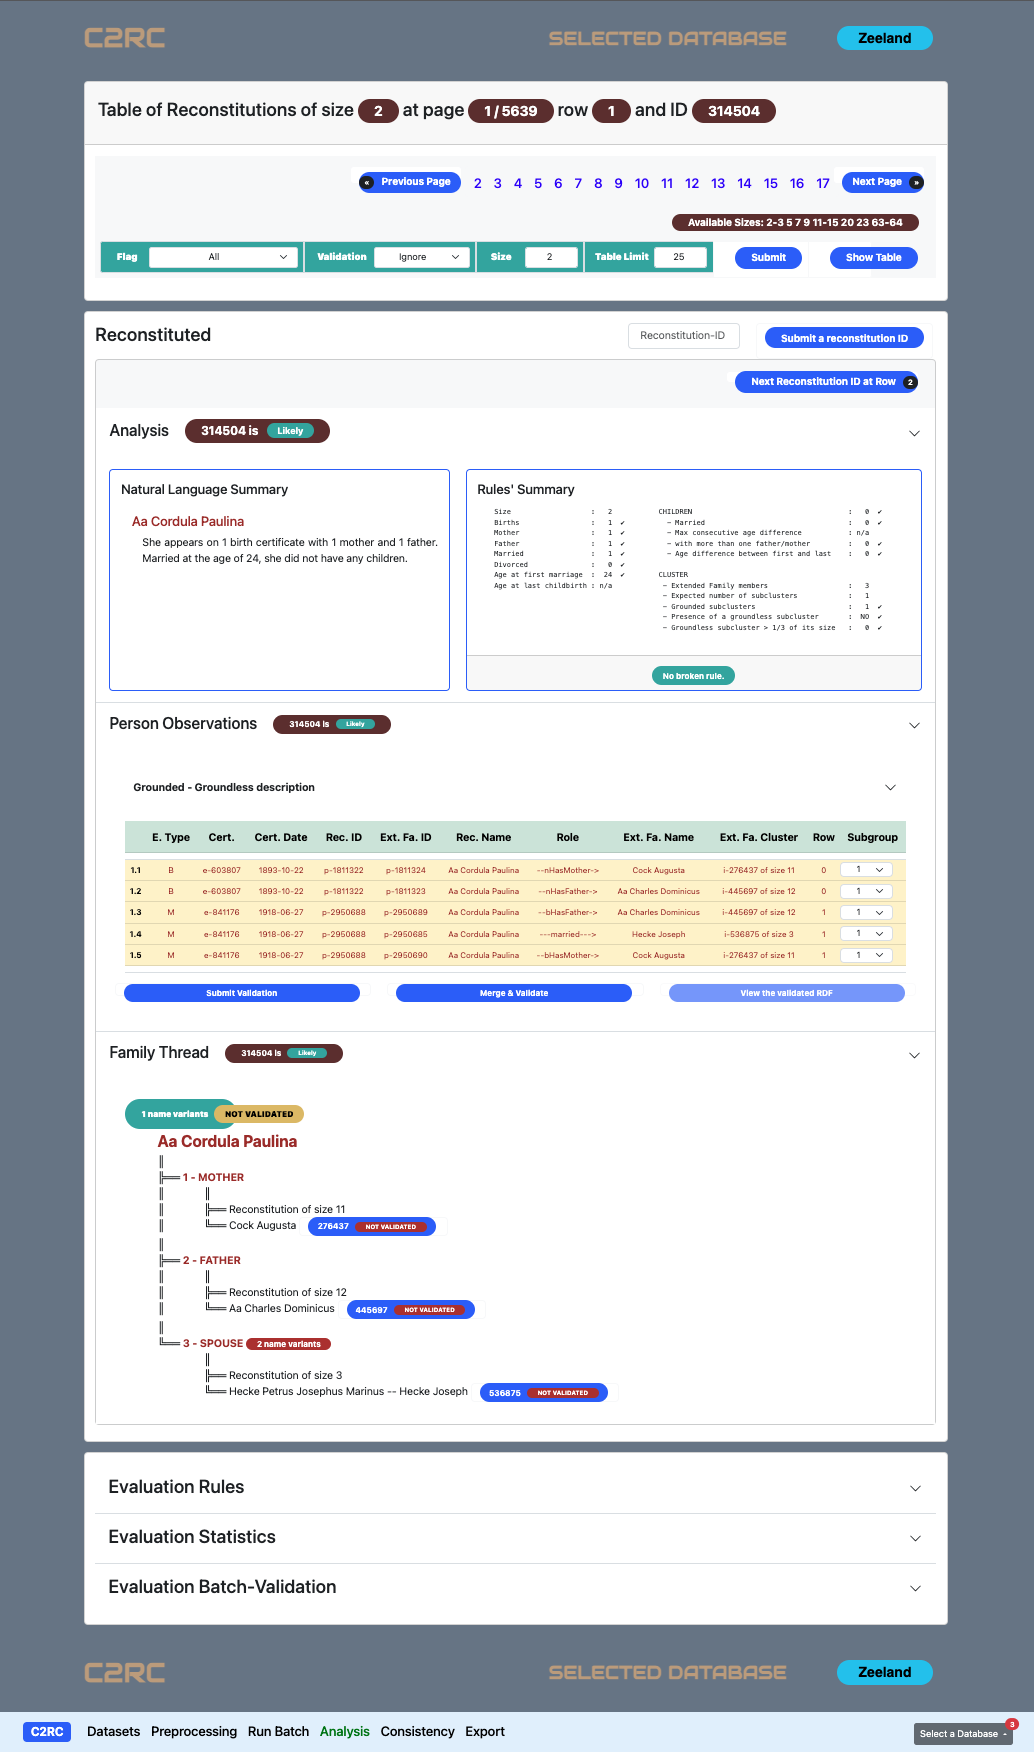 C2RC SELECTED DATABASE Zeeland
Table of Reconstitutions of size 2 at page 1 / 5639 row 1 and ID 314504
« Previous Page 2 3 4 5 6 7 8 9 10 11 12 13 14 15 16 17 Next Page »
Available Sizes: 2-3 5 7 9 11-15 20 23 63-64
Flag All Validation Ignore Size 2 Table Limit 25 Submit Show Table
Reconstituted Reconstitution-ID Submit a reconstitution ID
Next Reconstitution ID at Row 2
Analysis 314504 is Likely
Natural Language Summary
Aa Cordula Paulina
She appears on 1 birth certificate with 1 mother and 1 father.
Married at the age of 24, she did not have any children.
Rules' Summary
Size : 2
Births : 1 ✔
Mother : 1 ✔
Father : 1 ✔
Married : 1 ✔
Divorced : 0 ✔
Age at first marriage : 24 ✔
Age at last childbirth : n/a
CHILDREN : 0 ✔
- Married : 0 ✔
- Max consecutive age difference : n/a
- with more than one father/mother : 0 ✔
- Age difference between first and last : 0 ✔
CLUSTER
- Extended Family members : 3
- Expected number of subclusters : 1
- Grounded subclusters : 1 ✔
- Presence of a groundless subcluster : NO ✔
- Groundless subcluster > 1/3 of its size : 0 ✔
No broken rule.
Person Observations 314504 is Likely
Grounded - Groundless description
E. Type Cert. Cert. Date Rec. ID Ext. Fa. ID Rec. Name Role Ext. Fa. Name Ext. Fa. Cluster Row Subgroup
1.1 B e-603807 1893-10-22 p-1811322 p-1811324 Aa Cordula Paulina --nHasMother-> Cock Augusta i-276437 of size 11 0 1
1.2 B e-603807 1893-10-22 p-1811322 p-1811323 Aa Cordula Paulina --nHasFather-> Aa Charles Dominicus i-445697 of size 12 0 1
1.3 M e-841176 1918-06-27 p-2950688 p-2950689 Aa Cordula Paulina --bHasFather-> Aa Charles Dominicus i-445697 of size 12 1 1
1.4 M e-841176 1918-06-27 p-2950688 p-2950685 Aa Cordula Paulina ---married---> Hecke Joseph i-536875 of size 3 1 1
1.5 M e-841176 1918-06-27 p-2950688 p-2950690 Aa Cordula Paulina --bHasMother-> Cock Augusta i-276437 of size 11 1 1
Submit Validation Merge & Validate View the validated RDF
Family Thread 314504 is Likely
1 name variants NOT VALIDATED
Aa Cordula Paulina
1 - MOTHER
Reconstitution of size 11
Cock Augusta 276437 NOT VALIDATED
2 - FATHER
Reconstitution of size 12
Aa Charles Dominicus 445697 NOT VALIDATED
3 - SPOUSE 2 name variants
Reconstitution of size 3
Hecke Petrus Josephus Marinus -- Hecke Joseph 536875 NOT VALIDATED
Evaluation Rules
Evaluation Statistics
Evaluation Batch-Validation
C2RC SELECTED DATABASE Zeeland
C2RC Datasets Preprocessing Run Batch Analysis Consistency Export Select a Database 3